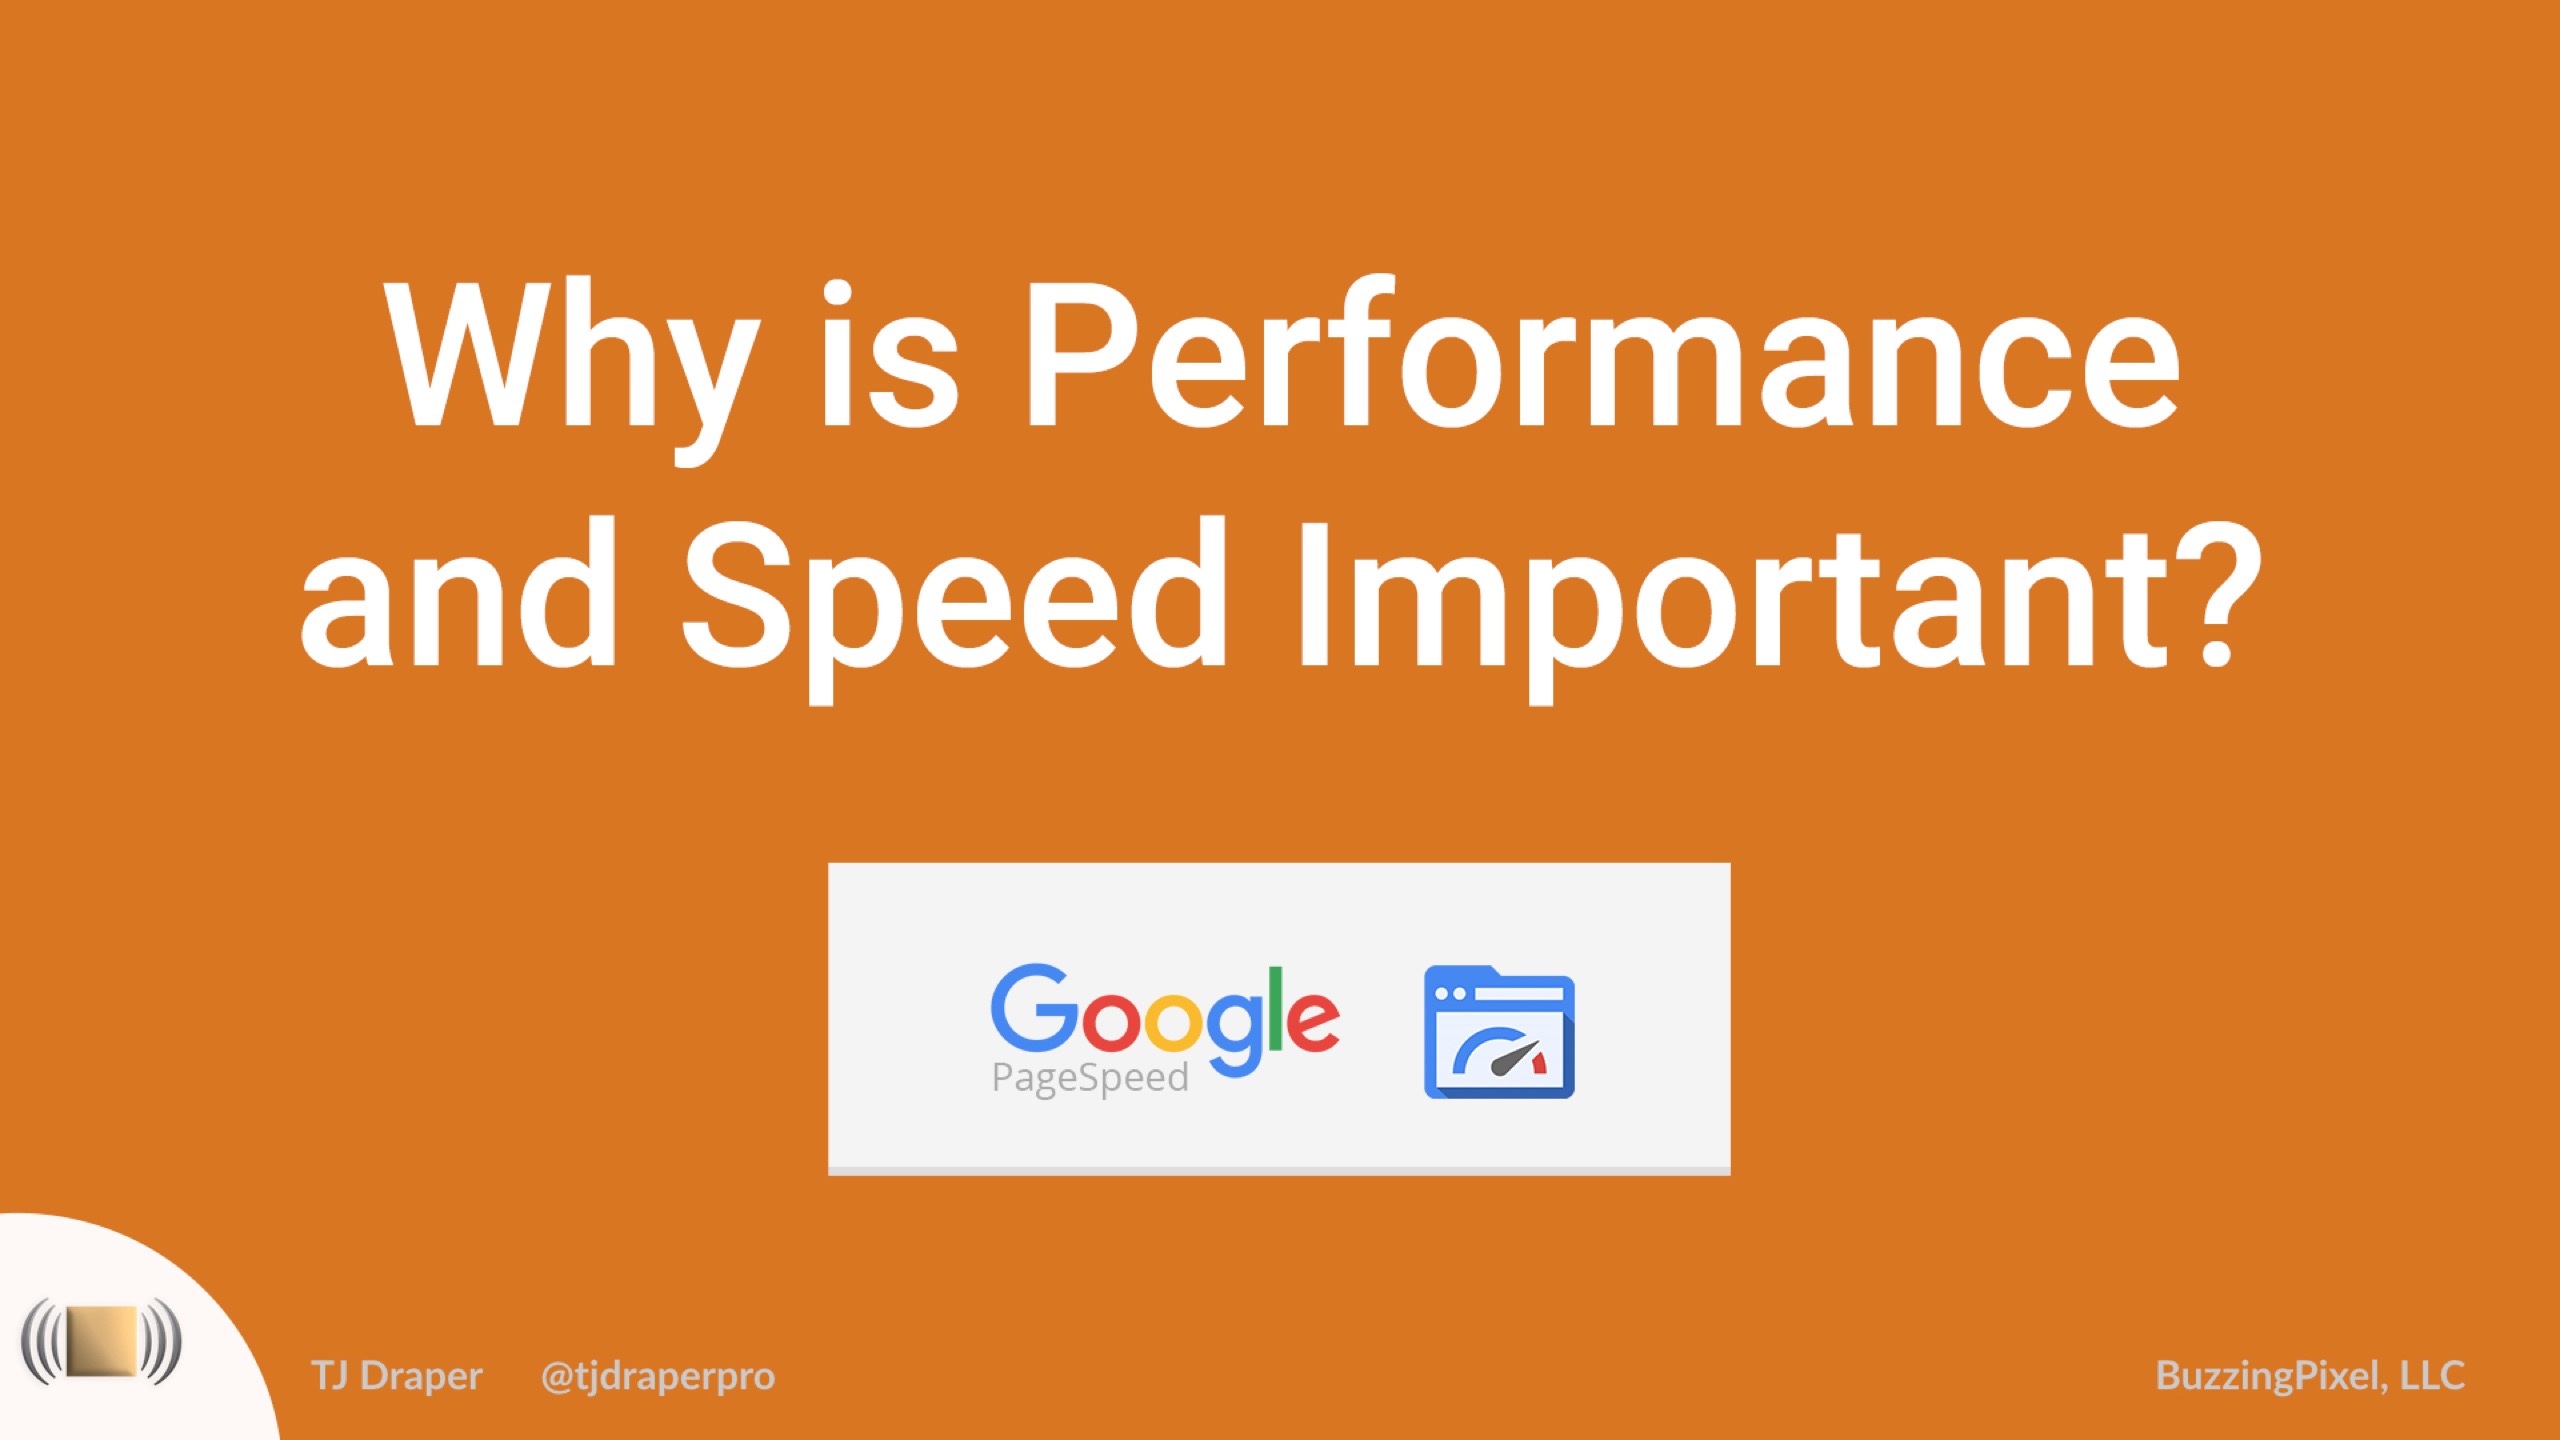 Why is Performance
and Speed Important?
Google
PageSpeed
TJ Draper @tjdraperpro BuzzingPixel, LLC